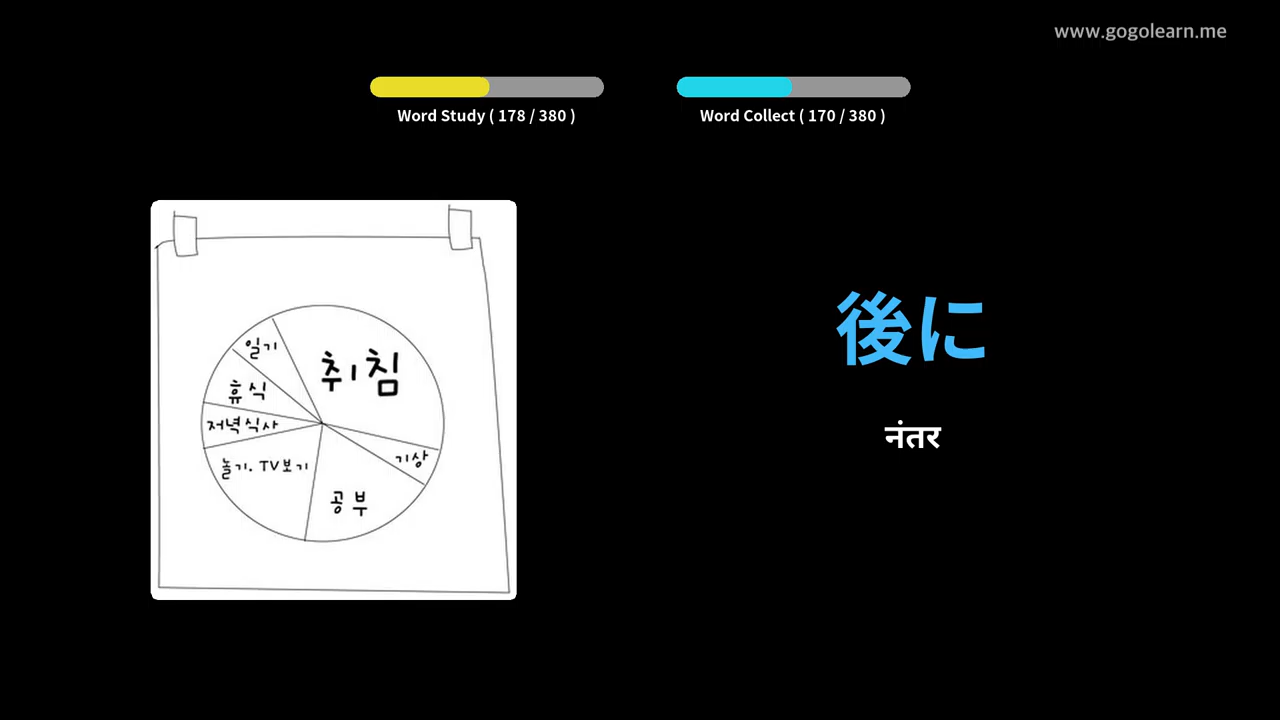 www.gogolearn.me
Word Study ( 178 / 380 )
Word Collect ( 170 / 380 )
일기
취침
휴식
저녁식사
놀기. TV보기
기상
공부
後に
नंतर